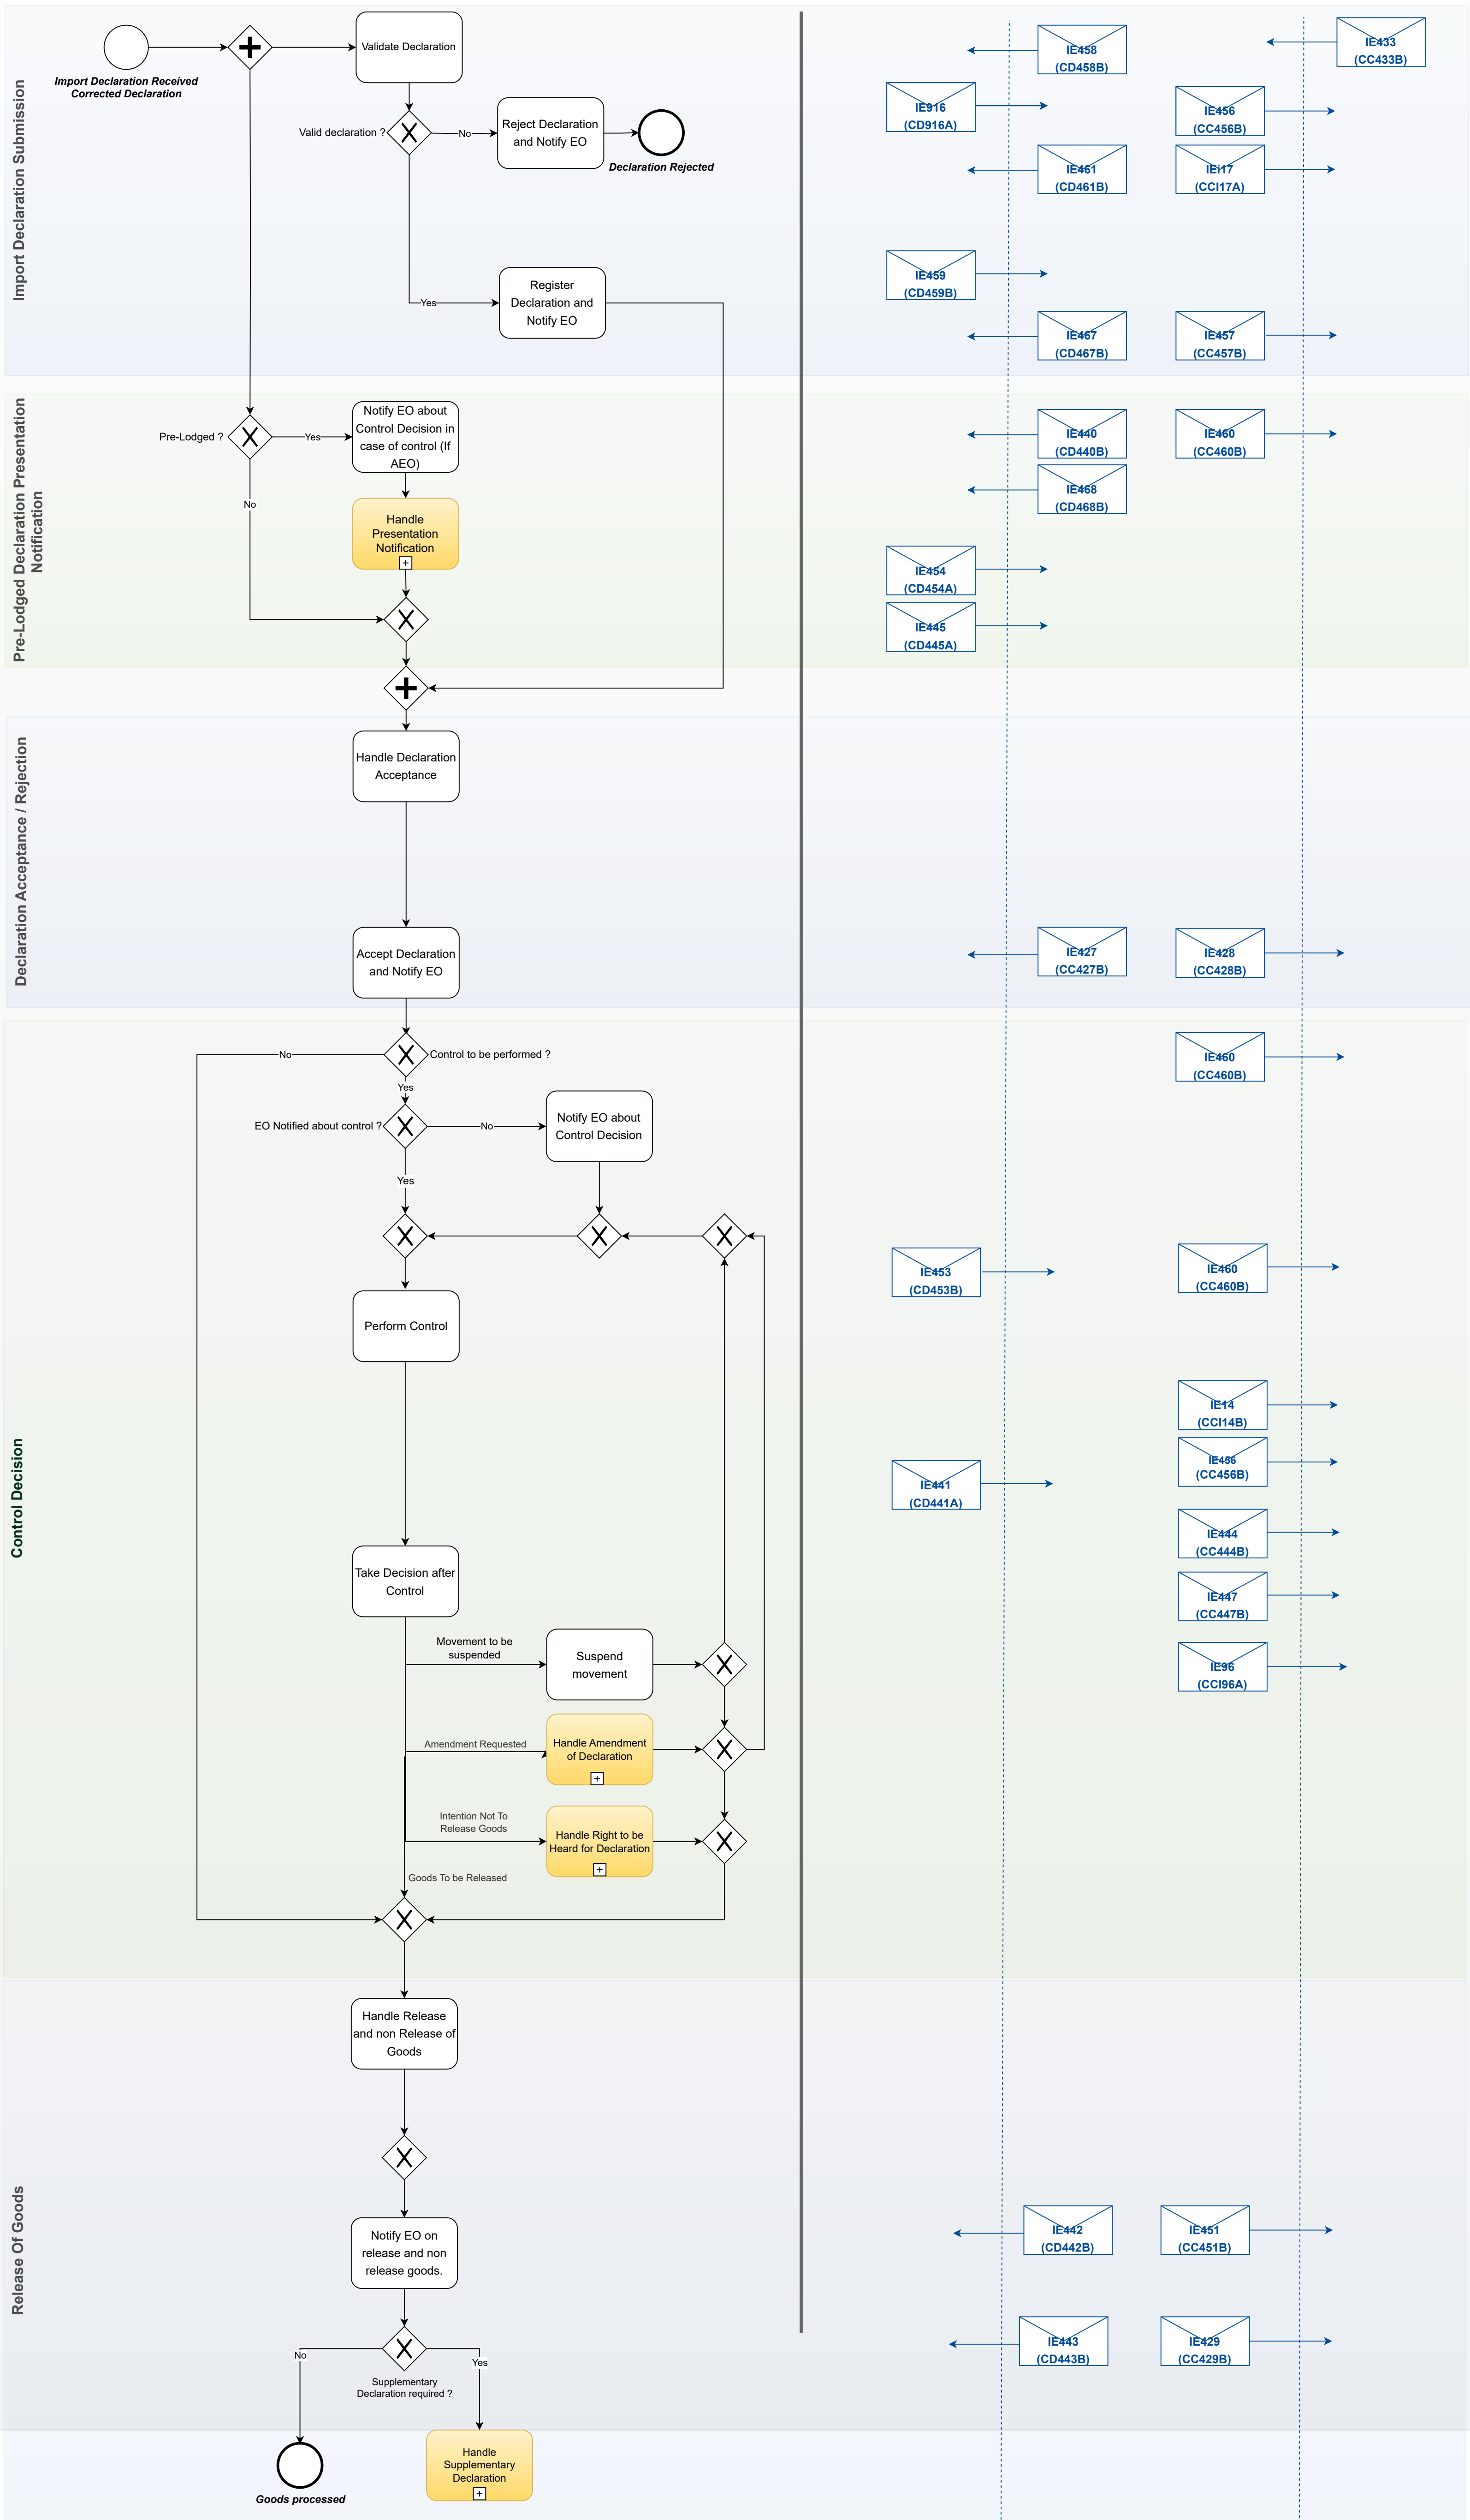 Import Declaration Submission
Import Declaration Received
Corrected Declaration
Validate Declaration
Valid declaration ?
No
Reject Declaration
and Notify EO
Declaration Rejected
Yes
Register
Declaration and
Notify EO
IE458
(CD458B)
IE433
(CC433B)
IE916
(CD916A)
IE456
(CC456B)
IE461
(CD461B)
IEi17
(CCI17A)
IE459
(CD459B)
IE467
(CD467B)
IE457
(CC457B)
Pre-Lodged Declaration Presentation
Notification
Pre-Lodged ?
Yes
Notify EO about
Control Decision in
case of control (If
AEO)
No
Handle
Presentation
Notification
IE440
(CD440B)
IE460
(CC460B)
IE468
(CD468B)
IE454
(CD454A)
IE445
(CD445A)
Declaration Acceptance / Rejection
Handle Declaration
Acceptance
Accept Declaration
and Notify EO
IE427
(CC427B)
IE428
(CC428B)
Control Decision
No
Control to be performed ?
Yes
EO Notified about control ?
No
Notify EO about
Control Decision
Yes
Perform Control
Take Decision after
Control
Movement to be
suspended
Suspend
movement
Amendment Requested
Handle Amendment
of Declaration
Intention Not To
Release Goods
Handle Right to be
Heard for Declaration
Goods To be Released
IE460
(CC460B)
IE453
(CD453B)
IE460
(CC460B)
IE14
(CCI14B)
IE456
(CC456B)
IE441
(CD441A)
IE444
(CC444B)
IE447
(CC447B)
IE96
(CCI96A)
Release Of Goods
Handle Release
and non Release of
Goods
Notify EO on
release and non
release goods.
IE442
(CD442B)
IE451
(CC451B)
IE443
(CD443B)
IE429
(CC429B)
No
Yes
Supplementary
Declaration required ?
Handle
Supplementary
Declaration
Goods processed